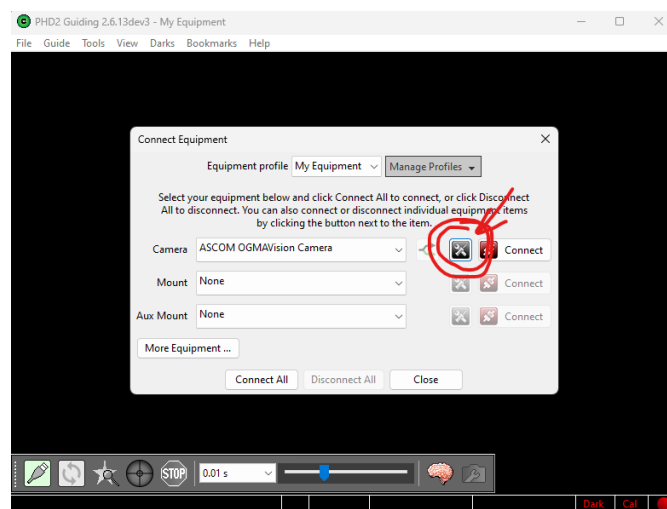 PHD2 Guiding 2.6.13dev3 - My Equipment
File Guide Tools View Darks Bookmarks Help
Connect Equipment
Equipment profile My Equipment Manage Profiles
Select your equipment below and click Connect All to connect, or click Disconnect
All to disconnect. You can also connect or disconnect individual equipment items
by clicking the button next to the item.
Camera ASCOM OGMAVision Camera Connect
Mount None Connect
Aux Mount None Connect
More Equipment ...
Connect All Disconnect All Close
STOP 0.01 s
Dark Cal